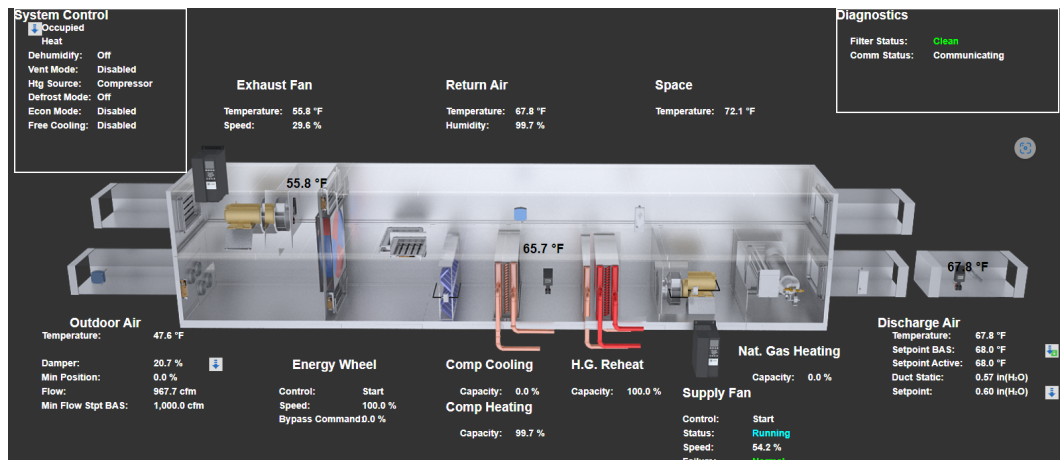 System Control
Occupied
Heat
Dehumidify: Off
Vent Mode: Disabled
Htg Source: Compressor
Defrost Mode: Off
Econ Mode: Disabled
Free Cooling: Disabled
Diagnostics
Filter Status: Clean
Comm Status: Communicating
Exhaust Fan
Temperature: 55.8 °F
Speed: 29.6 %
Return Air
Temperature: 67.8 °F
Humidity: 99.7 %
Space
Temperature: 72.1 °F
55.8 °F
65.7 °F
67.8 °F
Outdoor Air
Temperature: 47.6 °F
Damper: 20.7 %
Min Position: 0.0 %
Flow: 967.7 cfm
Min Flow Stpt BAS: 1,000.0 cfm
Energy Wheel
Control: Start
Speed: 100.0 %
Bypass Command: 0.0 %
Comp Cooling
Capacity: 0.0 %
Comp Heating
Capacity: 99.7 %
H.G. Reheat
Capacity: 100.0 %
Supply Fan
Control: Start
Status: Running
Speed: 54.2 %
Nat. Gas Heating
Capacity: 0.0 %
Discharge Air
Temperature: 67.8 °F
Setpoint BAS: 68.0 °F
Setpoint Active: 68.0 °F
Duct Static: 0.57 in(H₂O)
Setpoint: 0.60 in(H₂O)